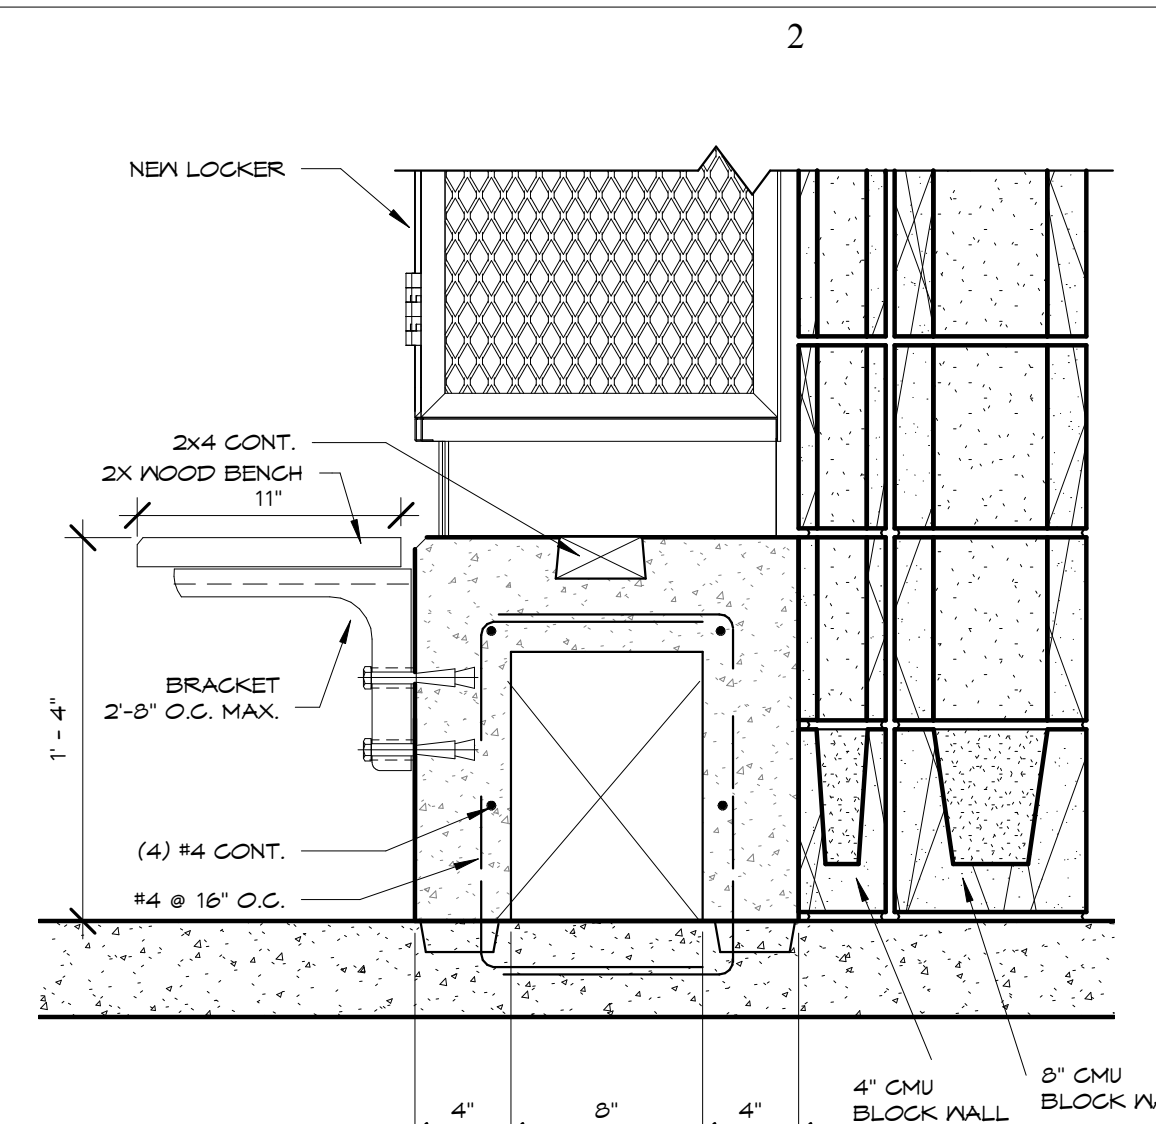 2
NEW LOCKER
2x4 CONT.
2X WOOD BENCH
11"
1'-4"
BRACKET
2'-8" O.C. MAX.
(4) #4 CONT.
#4 @ 16" O.C.
4"
8"
4"
4" CMU
BLOCK WALL
8" CMU
BLOCK